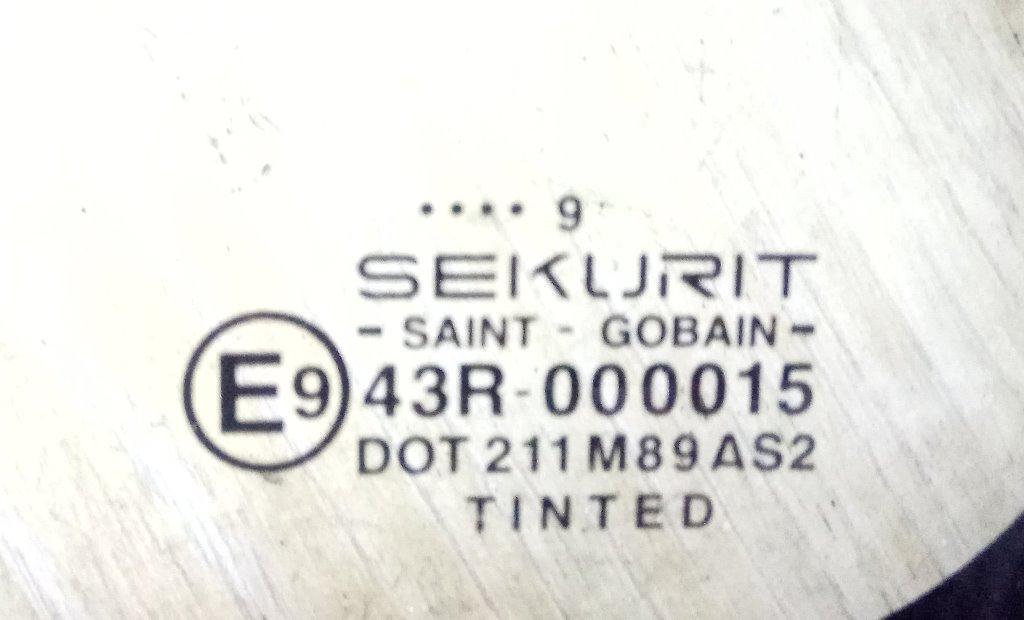 .... 9
SEKURIT
- SAINT - GOBAIN -
E9 43R-000015
DOT 211 M89 AS2
TINTED